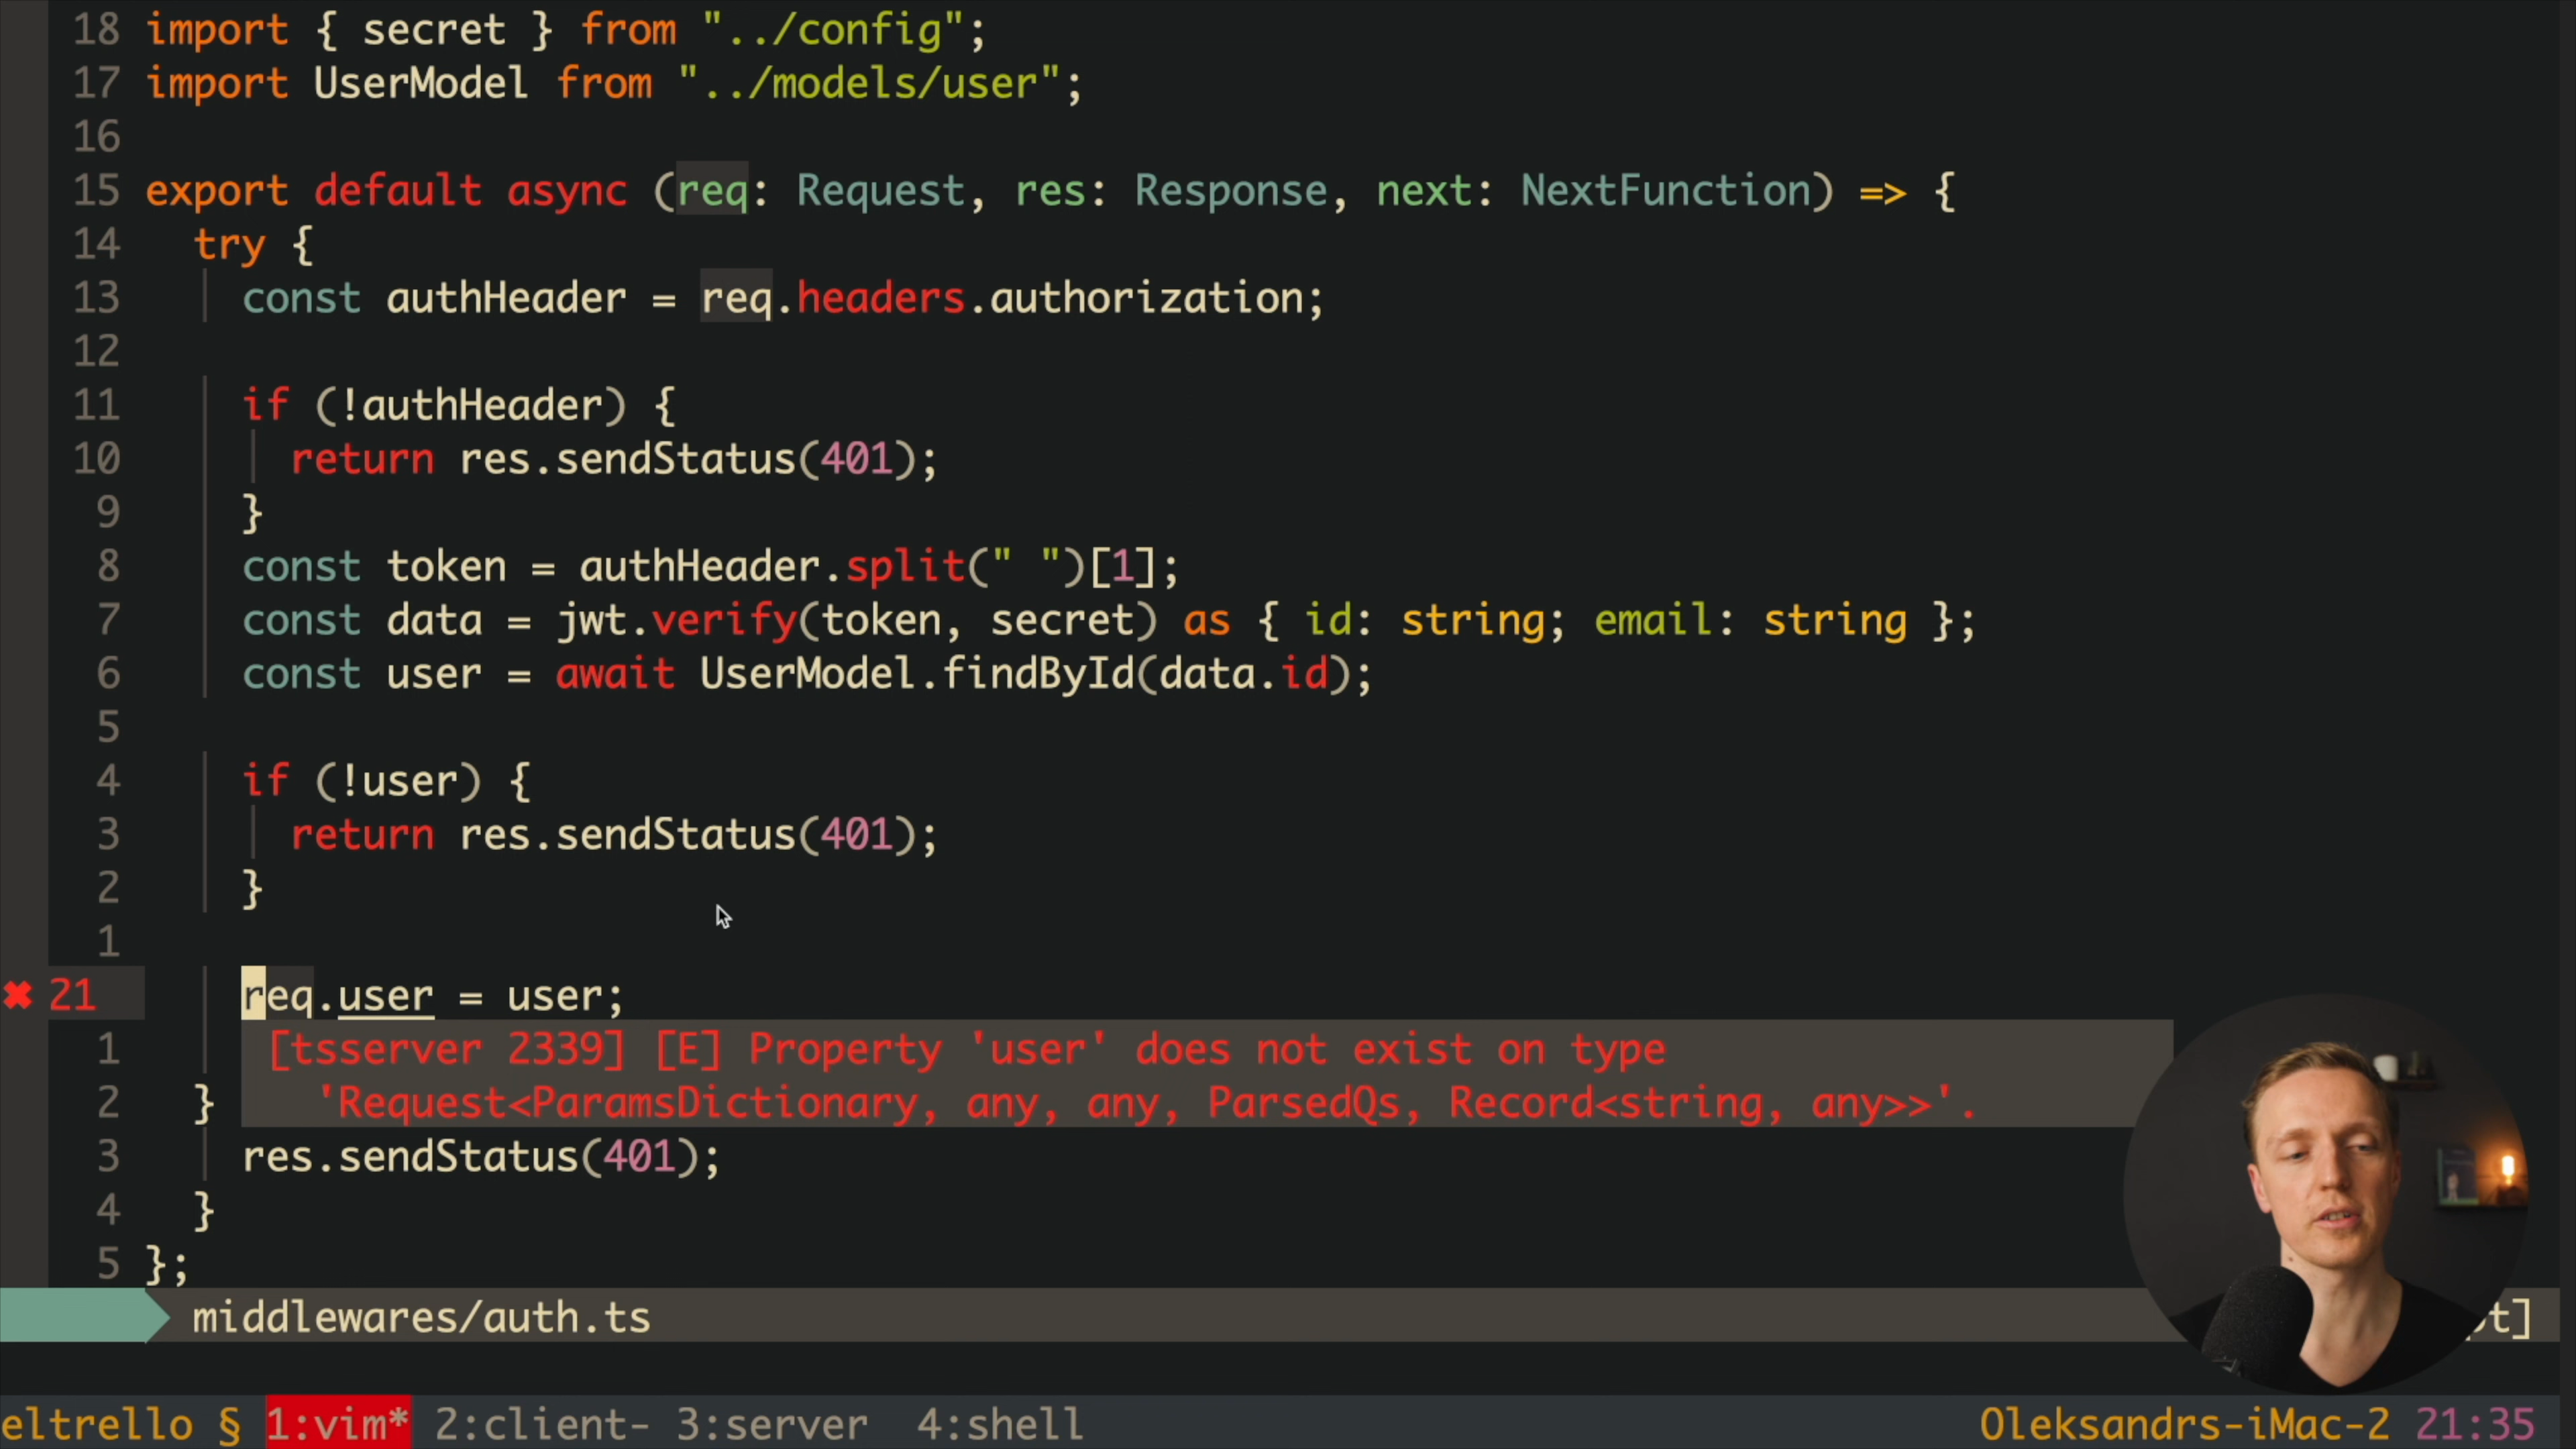 18 import { secret } from "../config";
17 import UserModel from "../models/user";
16
15 export default async (req: Request, res: Response, next: NextFunction) => {
14 try {
13 const authHeader = req.headers.authorization;
12
11 if (!authHeader) {
10 return res.sendStatus(401);
9 }
8 const token = authHeader.split(" ")[1];
7 const data = jwt.verify(token, secret) as { id: string; email: string };
6 const user = await UserModel.findById(data.id);
5
4 if (!user) {
3 return res.sendStatus(401);
2 }
1
✖ 21 req.user = user;
1 [tsserver 2339] [E] Property 'user' does not exist on type
2 } 'Request<ParamsDictionary, any, any, ParsedQs, Record<string, any>>'.
3 res.sendStatus(401);
4 }
5 };
middlewares/auth.ts
eltrello § 1:vim* 2:client- 3:server 4:shell Oleksandrs-iMac-2 21:35